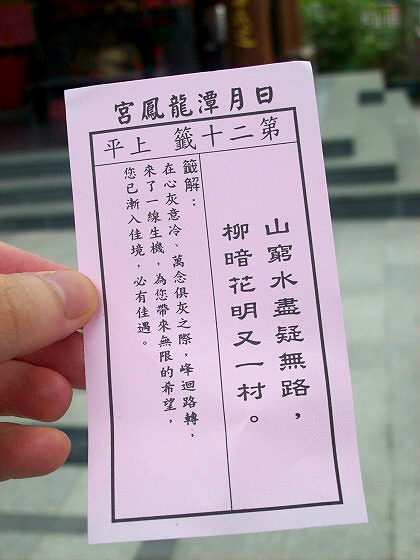 日月潭龍鳳宮
第二十籤 上平
山窮水盡疑無路，
柳暗花明又一村。
籤解：
在心灰意冷、萬念俱灰之際，峰迴路轉，
來了一線生機，為您帶來無限的希望，
您已漸入佳境，必有佳遇。